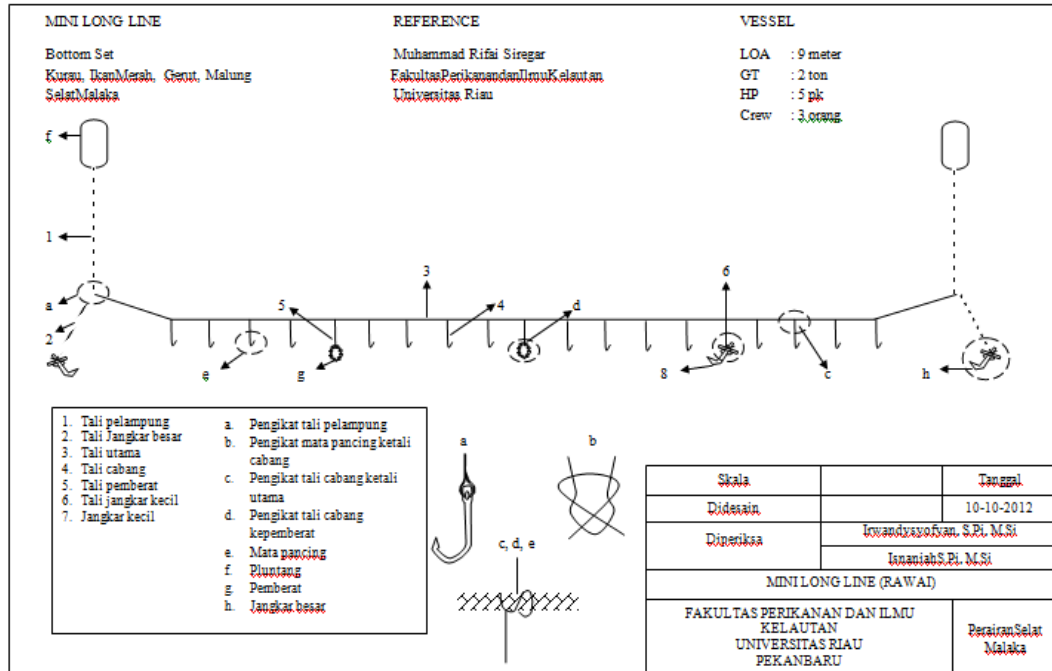 MINI LONG LINE
Bottom Set
Kurau, IkanMerah, Gerut, Malung
SelatMalaka
REFERENCE
Muhammad Rifai Siregar
FakultasPerikanandanIlmuKelautan
Universitas Riau
VESSEL
LOA : 9 meter
GT : 2 ton
HP : 5 pk
Crew : 3 orang
f
1
a
2
3
6
5
4
d
e
g
8
c
h
1. Tali pelampung
2. Tali Jangkar besar
3. Tali utama
4. Tali cabang
5. Tali pemberat
6. Tali jangkar kecil
7. Jangkar kecil
a. Pengikat tali pelampung
b. Pengikat mata pancing ketali
cabang
c. Pengikat tali cabang ketali
utama
d. Pengikat tali cabang
kepemberat
e. Mata pancing
f. Pluntang
g. Pemberat
h. Jangkar besar
a
b
c, d, e
Skala
Tanggal
Didesain
10-10-2012
Diperiksa
Irwandysyofyan, S.Pi, M.Si
IsnaniahS.Pi, M.Si
MINI LONG LINE (RAWAI)
FAKULTAS PERIKANAN DAN ILMU
KELAUTAN
UNIVERSITAS RIAU
PEKANBARU
PerairanSelat
Malaka